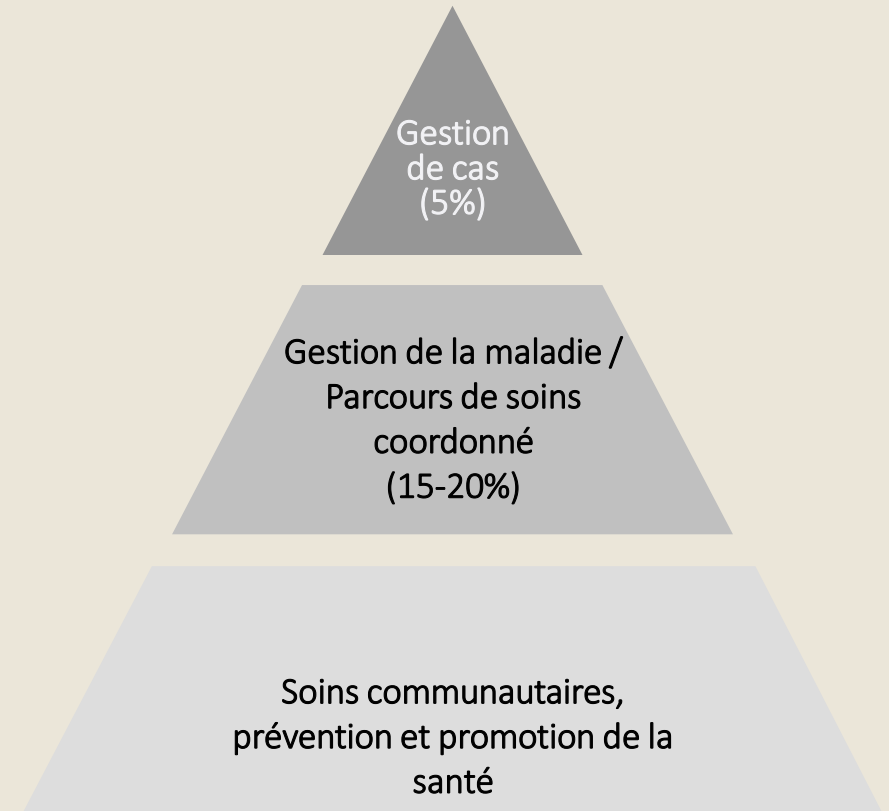 Gestion
de cas
(5%)
Gestion de la maladie /
Parcours de soins
coordonné
(15-20%)
Soins communautaires,
prévention et promotion de la
santé